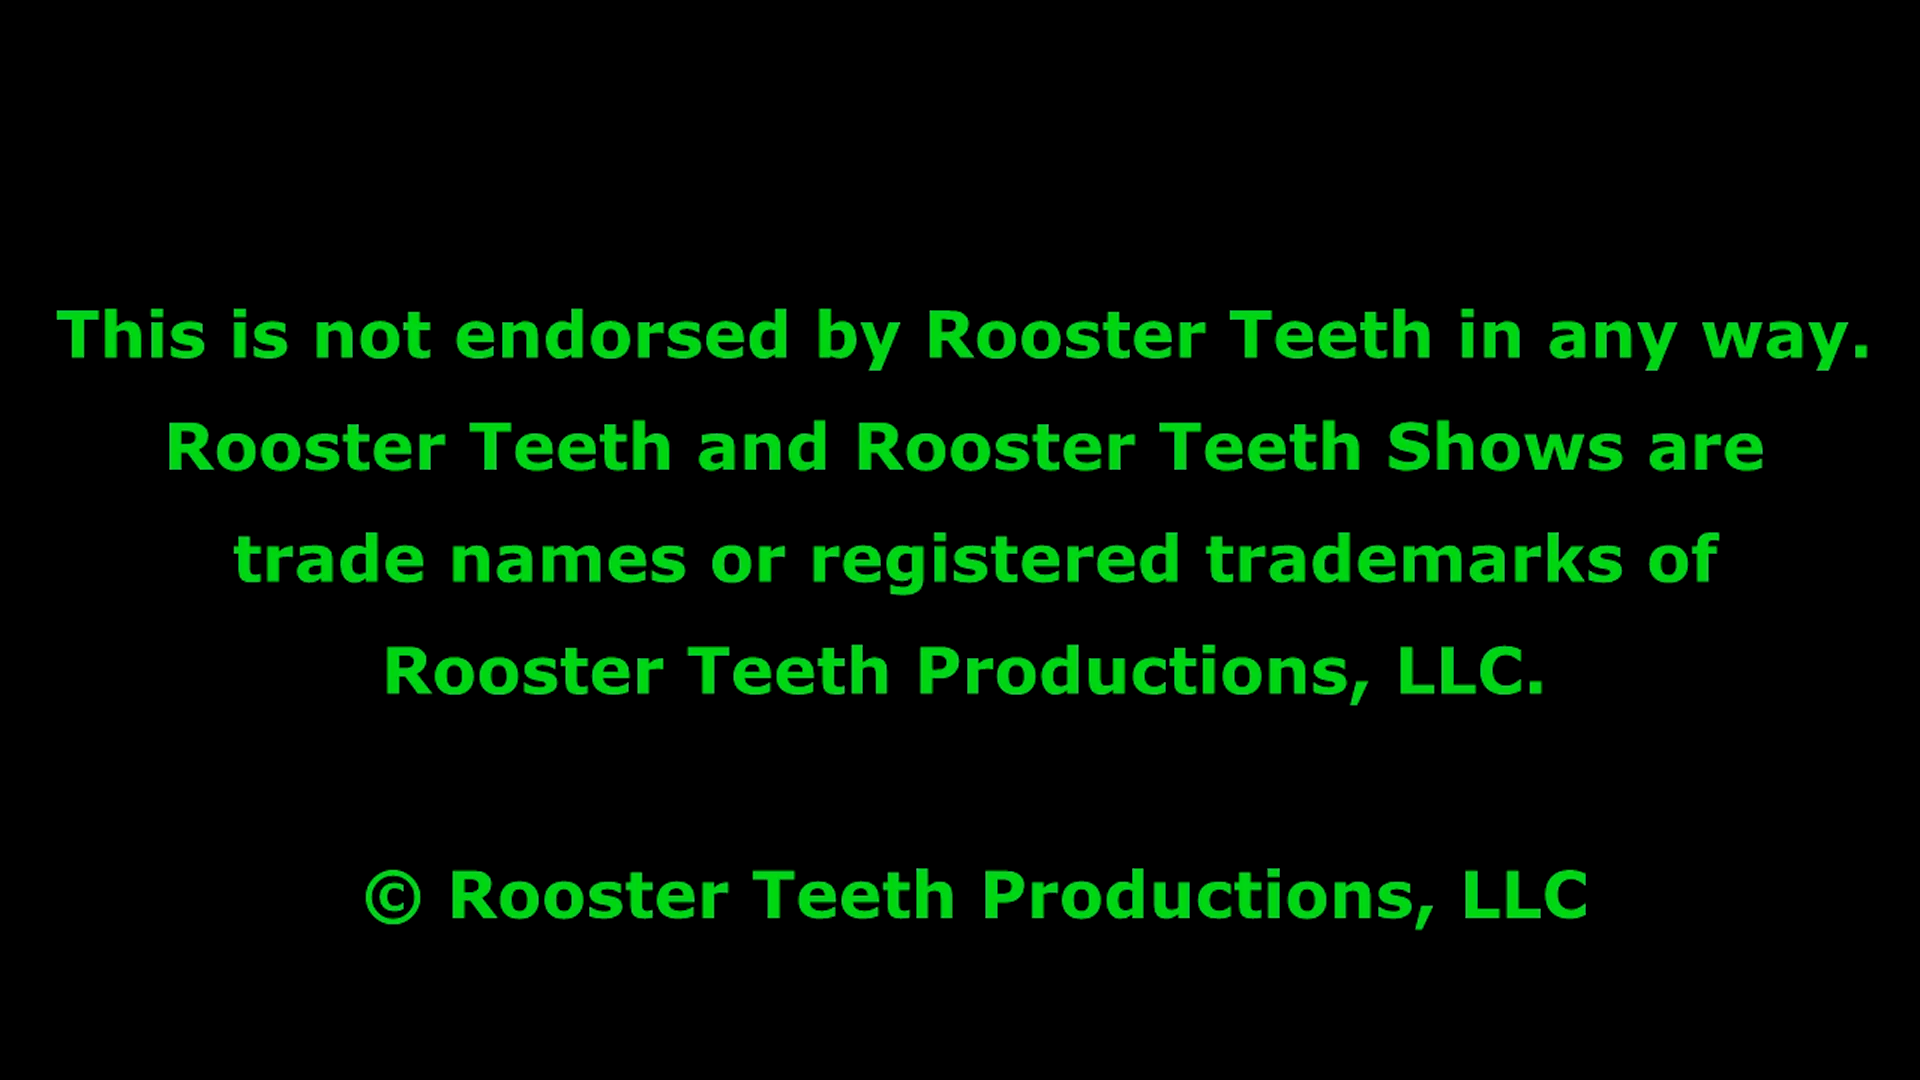 This is not endorsed by Rooster Teeth in any way.
Rooster Teeth and Rooster Teeth Shows are
trade names or registered trademarks of
Rooster Teeth Productions, LLC.
© Rooster Teeth Productions, LLC